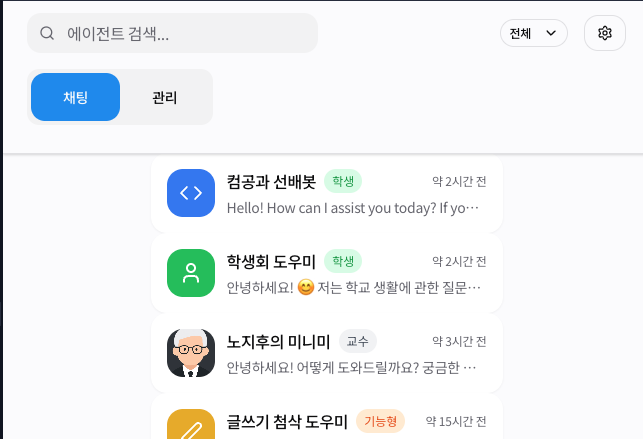 에이전트 검색...
전체
채팅
관리
컴공과 선배봇 학생 약 2시간 전
Hello! How can I assist you today? If yo…
학생회 도우미 학생 약 2시간 전
안녕하세요! 😊 저는 학교 생활에 관한 질문…
노지후의 미니미 교수 약 3시간 전
안녕하세요! 어떻게 도와드릴까요? 궁금한 …
글쓰기 첨삭 도우미 기능형 약 15시간 전